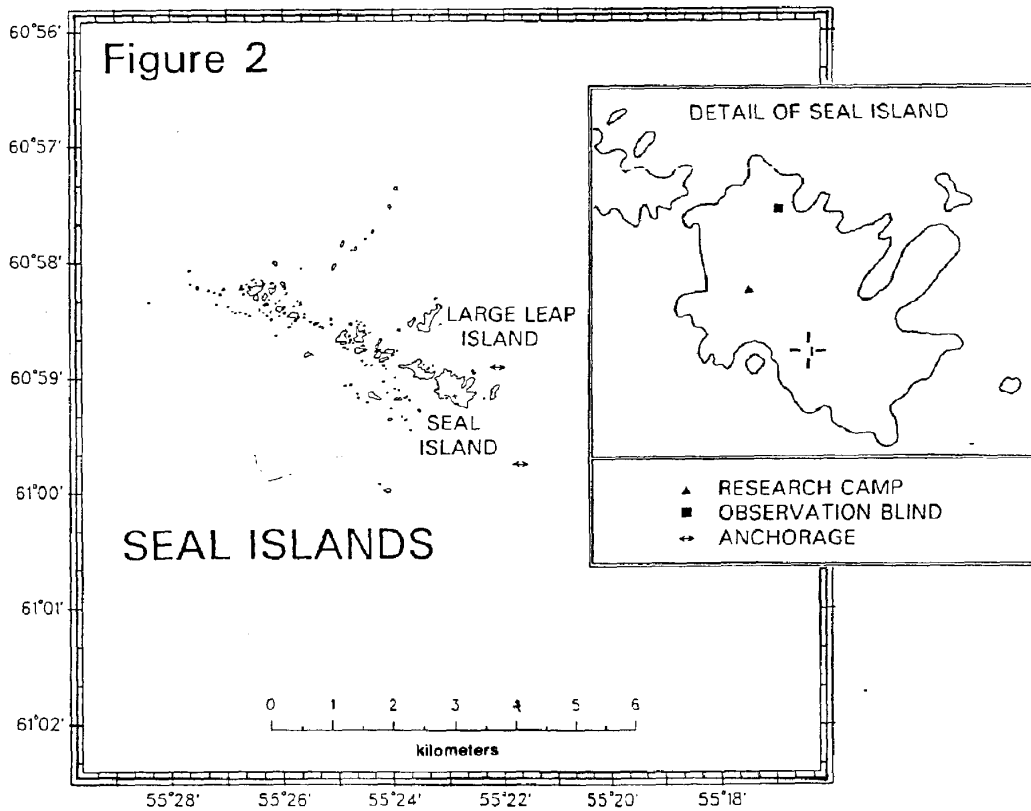 Figure 2
60°56'
60°57'
60°58'
60°59'
61°00'
61°01'
61°02'
LARGE LEAP
ISLAND
SEAL
ISLAND
SEAL ISLANDS
0 1 2 3 4 5 6
kilometers
55°28' 55°26' 55°24' 55°22' 55°20' 55°18'
DETAIL OF SEAL ISLAND
RESEARCH CAMP
OBSERVATION BLIND
ANCHORAGE